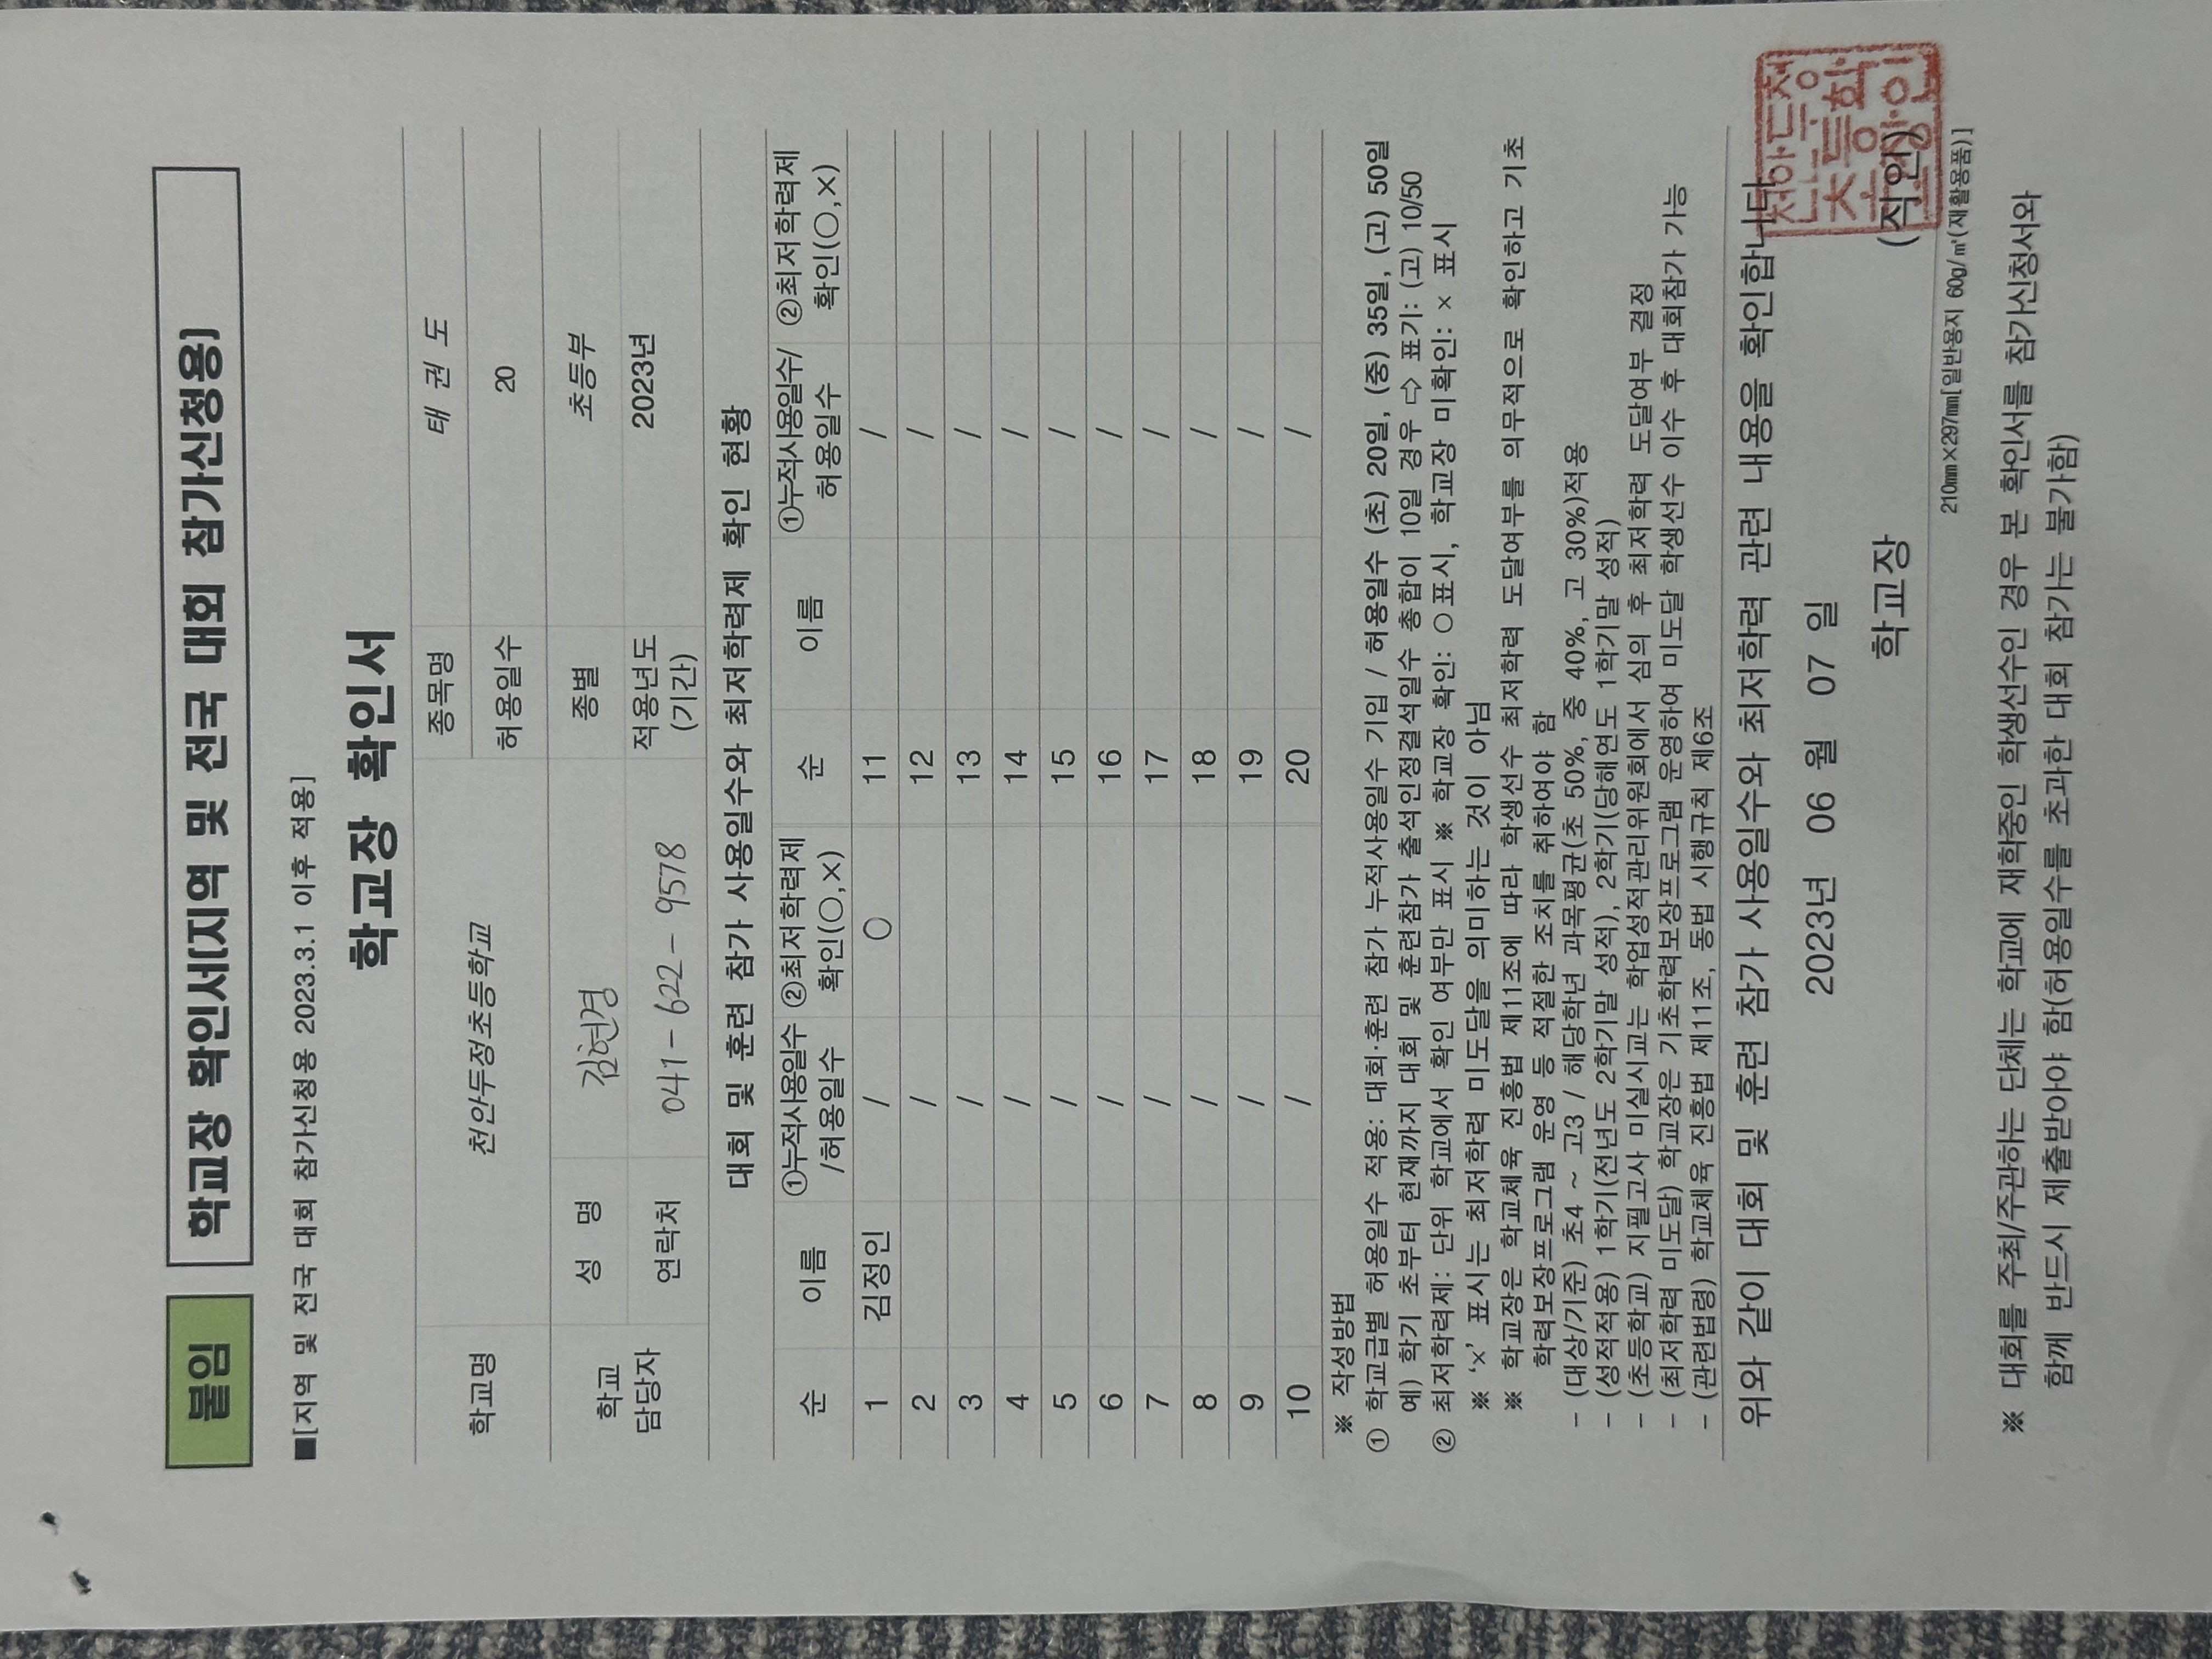 붙임
학교장 확인서(지역 및 전국 대회 참가신청용)
■[지역 및 전국 대회 참가신청용 2023.3.1 이후 적용]
학교장 확인서
학교명 천안두정초등학교 종목명 태 권 도
허용일수 20
학교 담당자 성 명 김현경 종별 초등부
연락처 041-622-9578 적용년도 (기간) 2023년
대회 및 훈련 참가 사용일수와 최저학력제 확인 현황
순 이름 ①누적사용일수 /허용일수 ②최저학력제 확인(○,×) 순 이름 ①누적사용일수/ 허용일수 ②최저학력제 확인(○,×)
1 김정인 / ○ 11 /
2 / 12 /
3 / 13 /
4 / 14 /
5 / 15 /
6 / 16 /
7 / 17 /
8 / 18 /
9 / 19 /
10 / 20 /
※ 작성방법
① 학교급별 허용일수 적용: 대회·훈련 참가 누적사용일수 기입 / 허용일수 (초) 20일, (중) 35일, (고) 50일
예) 학기 초부터 현재까지 대회 및 훈련참가 출석인정결석일수 총합이 10일 경우 ⇨ 표기: (고) 10/50
② 최저학력제: 단위 학교에서 확인 여부만 표시 ※ 학교장 확인: ○표시, 학교장 미확인: × 표시
※ ‘×’ 표시는 최저학력 미도달을 의미하는 것이 아님
※ 학교장은 학교체육 진흥법 제11조에 따라 학생선수 최저학력 도달여부를 의무적으로 확인하고 기초
학력보장프로그램 운영 등 적절한 조치를 취하여야 함
- (대상/기준) 초4 ~ 고3 / 해당학년 과목평균(초 50%, 중 40%, 고 30%)적용
- (성적적용) 1학기(전년도 2학기말 성적), 2학기(당해연도 1학기말 성적)
- (초등학교) 지필고사 미실시교는 학업성적관리위원회에서 심의 후 최저학력 도달여부 결정
- (최저학력 미도달) 학교장은 기초학력보장프로그램 운영하여 미도달 학생선수 이수 후 대회참가 가능
- (관련법령) 학교체육 진흥법 제11조, 동법 시행규칙 제6조
위와 같이 대회 및 훈련 참가 사용일수와 최저학력 관련 내용을 확인합니다
2023년 06 월 07 일
학교장 (직인)
210㎜×297㎜[일반용지 60g/㎡(재활용품)]
※ 대회를 주최/주관하는 단체는 학교에 재학중인 학생선수인 경우 본 확인서를 참가신청서와
함께 반드시 제출받아야 함(허용일수를 초과한 대회 참가는 불가함)